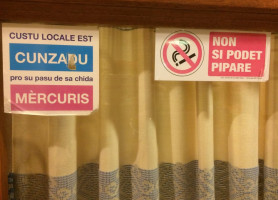 CUSTU LOCALE EST
CUNZADU
pro su pasu de sa chida
MÈRCURIS
NON
SI PODET
PIPARE